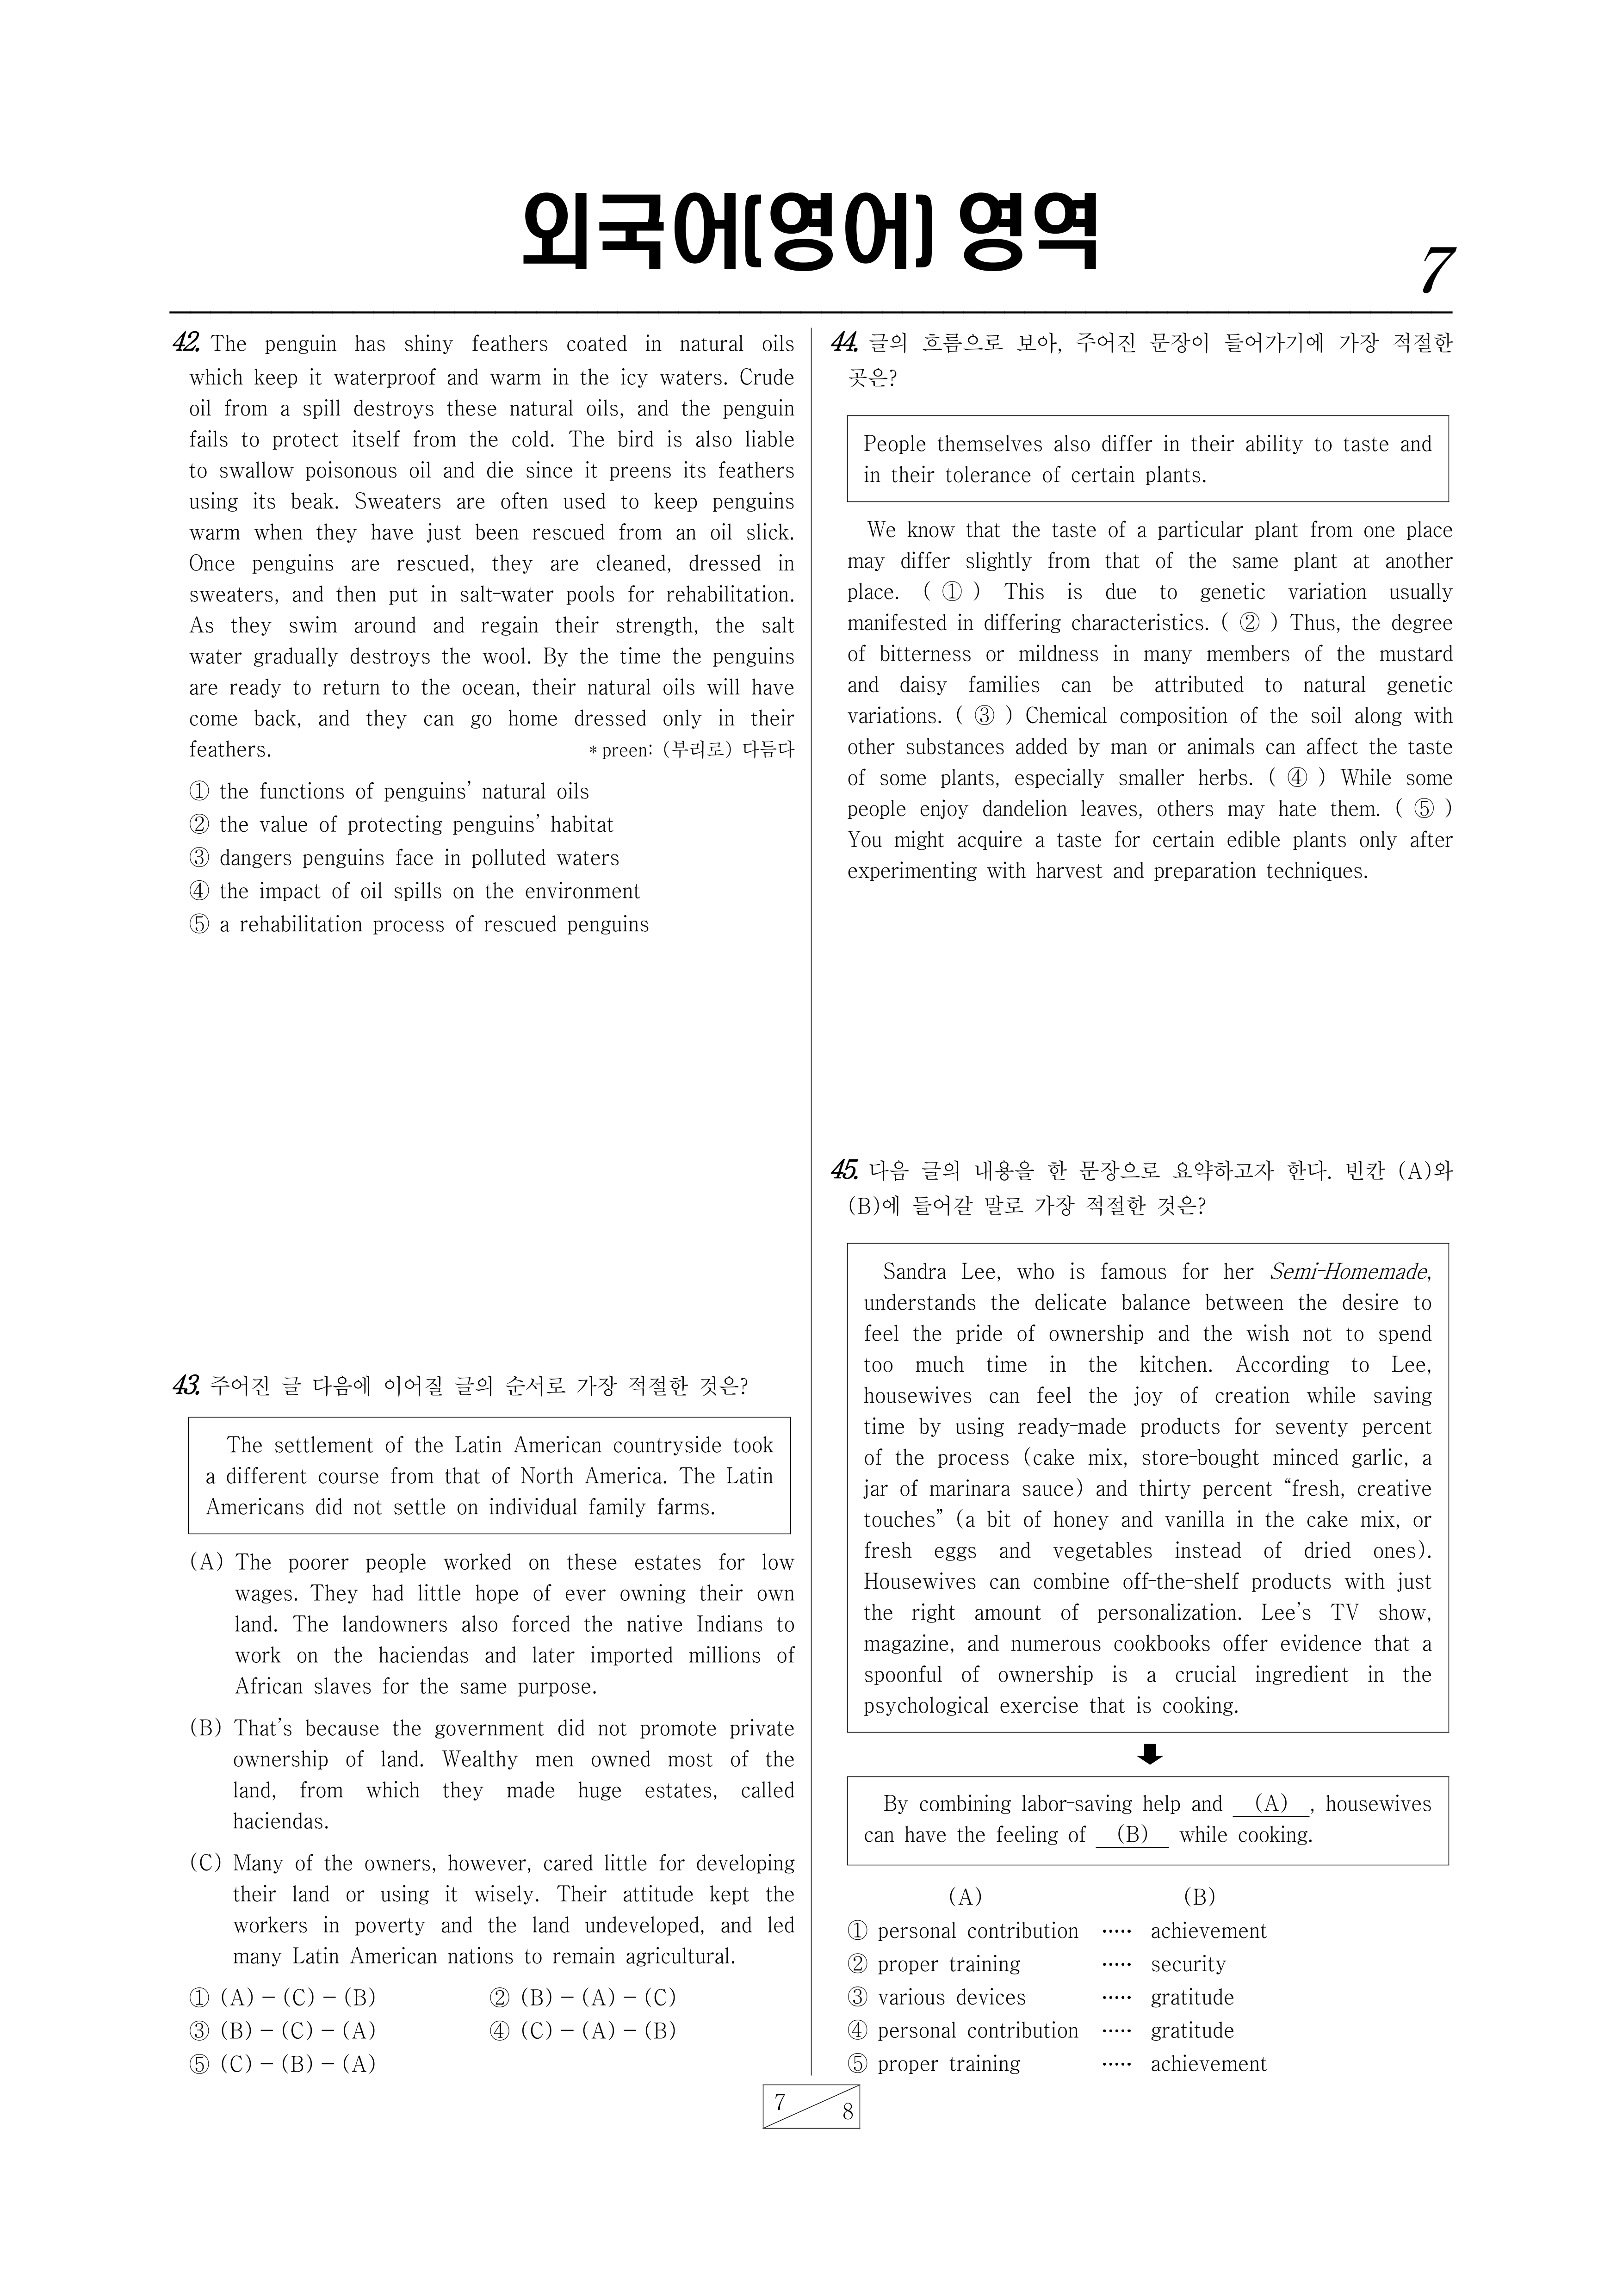 외국어(영어) 영역
7
42. The penguin has shiny feathers coated in natural oils
which keep it waterproof and warm in the icy waters. Crude
oil from a spill destroys these natural oils, and the penguin
fails to protect itself from the cold. The bird is also liable
to swallow poisonous oil and die since it preens its feathers
using its beak. Sweaters are often used to keep penguins
warm when they have just been rescued from an oil slick.
Once penguins are rescued, they are cleaned, dressed in
sweaters, and then put in salt-water pools for rehabilitation.
As they swim around and regain their strength, the salt
water gradually destroys the wool. By the time the penguins
are ready to return to the ocean, their natural oils will have
come back, and they can go home dressed only in their
feathers. * preen: (부리로) 다듬다
① the functions of penguins’ natural oils
② the value of protecting penguins’ habitat
③ dangers penguins face in polluted waters
④ the impact of oil spills on the environment
⑤ a rehabilitation process of rescued penguins
43. 주어진 글 다음에 이어질 글의 순서로 가장 적절한 것은?
The settlement of the Latin American countryside took
a different course from that of North America. The Latin
Americans did not settle on individual family farms.
(A) The poorer people worked on these estates for low
wages. They had little hope of ever owning their own
land. The landowners also forced the native Indians to
work on the haciendas and later imported millions of
African slaves for the same purpose.
(B) That’s because the government did not promote private
ownership of land. Wealthy men owned most of the
land, from which they made huge estates, called
haciendas.
(C) Many of the owners, however, cared little for developing
their land or using it wisely. Their attitude kept the
workers in poverty and the land undeveloped, and led
many Latin American nations to remain agricultural.
① (A) - (C) - (B) ② (B) - (A) - (C)
③ (B) - (C) - (A) ④ (C) - (A) - (B)
⑤ (C) - (B) - (A)
44. 글의 흐름으로 보아, 주어진 문장이 들어가기에 가장 적절한
곳은?
People themselves also differ in their ability to taste and
in their tolerance of certain plants.
We know that the taste of a particular plant from one place
may differ slightly from that of the same plant at another
place. ( ① ) This is due to genetic variation usually
manifested in differing characteristics. ( ② ) Thus, the degree
of bitterness or mildness in many members of the mustard
and daisy families can be attributed to natural genetic
variations. ( ③ ) Chemical composition of the soil along with
other substances added by man or animals can affect the taste
of some plants, especially smaller herbs. ( ④ ) While some
people enjoy dandelion leaves, others may hate them. ( ⑤ )
You might acquire a taste for certain edible plants only after
experimenting with harvest and preparation techniques.
45. 다음 글의 내용을 한 문장으로 요약하고자 한다. 빈칸 (A)와
(B)에 들어갈 말로 가장 적절한 것은?
Sandra Lee, who is famous for her Semi-Homemade,
understands the delicate balance between the desire to
feel the pride of ownership and the wish not to spend
too much time in the kitchen. According to Lee,
housewives can feel the joy of creation while saving
time by using ready-made products for seventy percent
of the process (cake mix, store-bought minced garlic, a
jar of marinara sauce) and thirty percent “fresh, creative
touches” (a bit of honey and vanilla in the cake mix, or
fresh eggs and vegetables instead of dried ones).
Housewives can combine off-the-shelf products with just
the right amount of personalization. Lee’s TV show,
magazine, and numerous cookbooks offer evidence that a
spoonful of ownership is a crucial ingredient in the
psychological exercise that is cooking.
By combining labor-saving help and (A) , housewives
can have the feeling of (B) while cooking.
(A) (B)
① personal contribution ····· achievement
② proper training ····· security
③ various devices ····· gratitude
④ personal contribution ····· gratitude
⑤ proper training ····· achievement
7 8